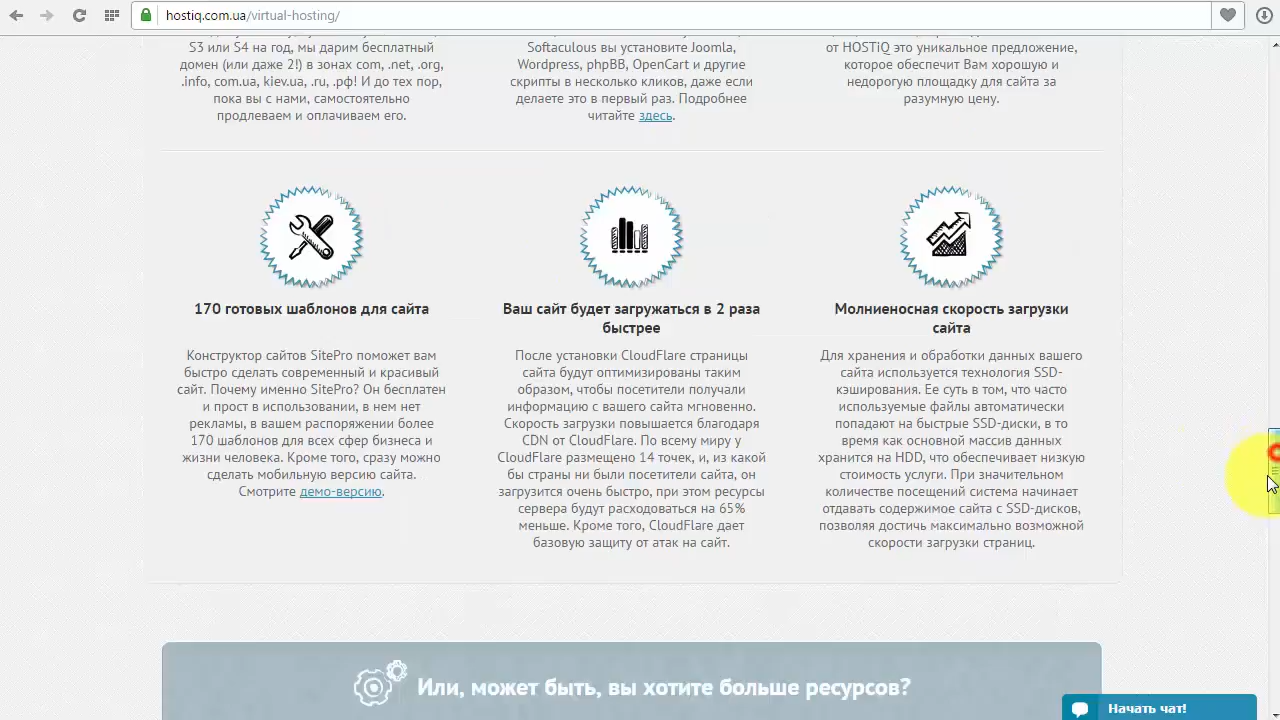 hostiq.com.ua/virtual-hosting/
S3 или S4 на год, мы дарим бесплатный
домен (или даже 2!) в зонах com, .net, .org,
.info, com.ua, kiev.ua, .ru, .рф! И до тех пор,
пока вы с нами, самостоятельно
продлеваем и оплачиваем его.
Softaculous вы установите Joomla,
Wordpress, phpBB, OpenCart и другие
скрипты в несколько кликов, даже если
делаете это в первый раз. Подробнее
читайте здесь.
от HOSTiQ это уникальное предложение,
которое обеспечит Вам хорошую и
недорогую площадку для сайта за
разумную цену.
170 готовых шаблонов для сайта
Конструктор сайтов SitePro поможет вам
быстро сделать современный и красивый
сайт. Почему именно SitePro? Он бесплатен
и прост в использовании, в нем нет
рекламы, в вашем распоряжении более
170 шаблонов для всех сфер бизнеса и
жизни человека. Кроме того, сразу можно
сделать мобильную версию сайта.
Смотрите демо-версию.
Ваш сайт будет загружаться в 2 раза
быстрее
После установки CloudFlare страницы
сайта будут оптимизированы таким
образом, чтобы посетители получали
информацию с вашего сайта мгновенно.
Скорость загрузки повышается благодаря
CDN от CloudFlare. По всему миру у
CloudFlare размещено 14 точек, и, из какой
бы страны ни были посетители сайта, он
загрузится очень быстро, при этом ресурсы
сервера будут расходоваться на 65%
меньше. Кроме того, CloudFlare дает
базовую защиту от атак на сайт.
Молниеносная скорость загрузки
сайта
Для хранения и обработки данных вашего
сайта используется технология SSD-
кэширования. Ее суть в том, что часто
используемые файлы автоматически
попадают на быстрые SSD-диски, в то
время как основной массив данных
хранится на HDD, что обеспечивает низкую
стоимость услуги. При значительном
количестве посещений система начинает
отдавать содержимое сайта с SSD-дисков,
позволяя достичь максимально возможной
скорости загрузки страниц.
Или, может быть, вы хотите больше ресурсов?
Начать чат!